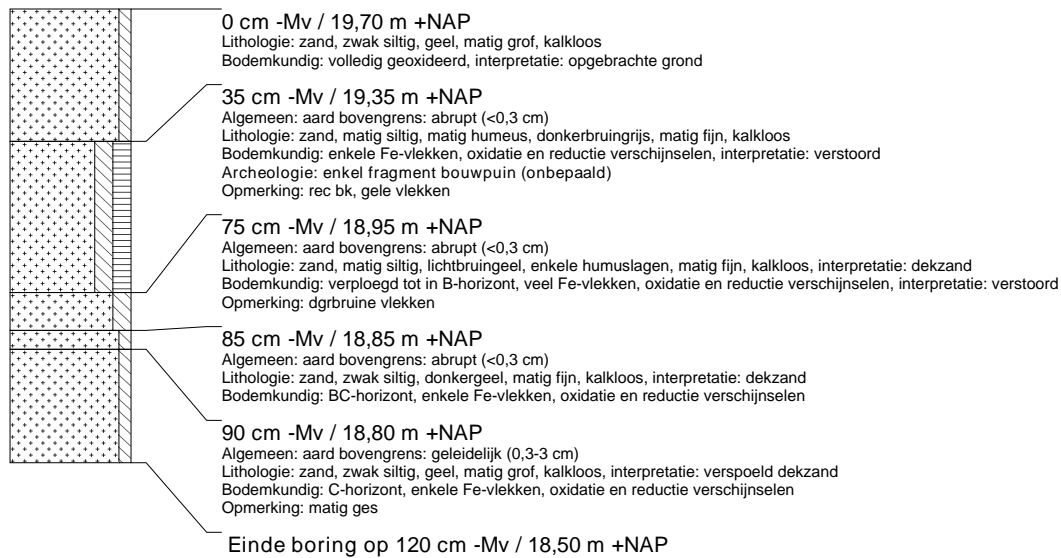 0 cm -Mv / 19,70 m +NAP
Lithologie: zand, zwak siltig, geel, matig grof, kalkloos
Bodemkundig: volledig geoxideerd, interpretatie: opgebrachte grond
35 cm -Mv / 19,35 m +NAP
Algemeen: aard bovengrens: abrupt (<0,3 cm)
Lithologie: zand, matig siltig, matig humeus, donkerbruingrijs, matig fijn, kalkloos
Bodemkundig: enkele Fe-vlekken, oxidatie en reductie verschijnselen, interpretatie: verstoord
Archeologie: enkel fragment bouwpuin (onbepaald)
Opmerking: rec bk, gele vlekken
75 cm -Mv / 18,95 m +NAP
Algemeen: aard bovengrens: abrupt (<0,3 cm)
Lithologie: zand, matig siltig, lichtbruingeel, enkele humuslagen, matig fijn, kalkloos, interpretatie: dekzand
Bodemkundig: verploegd tot in B-horizont, veel Fe-vlekken, oxidatie en reductie verschijnselen, interpretatie: verstoord
Opmerking: dgrbruine vlekken
85 cm -Mv / 18,85 m +NAP
Algemeen: aard bovengrens: abrupt (<0,3 cm)
Lithologie: zand, zwak siltig, donkergeel, matig fijn, kalkloos, interpretatie: dekzand
Bodemkundig: BC-horizont, enkele Fe-vlekken, oxidatie en reductie verschijnselen
90 cm -Mv / 18,80 m +NAP
Algemeen: aard bovengrens: geleidelijk (0,3-3 cm)
Lithologie: zand, zwak siltig, geel, matig grof, kalkloos, interpretatie: verspoeld dekzand
Bodemkundig: C-horizont, enkele Fe-vlekken, oxidatie en reductie verschijnselen
Opmerking: matig ges
Einde boring op 120 cm -Mv / 18,50 m +NAP